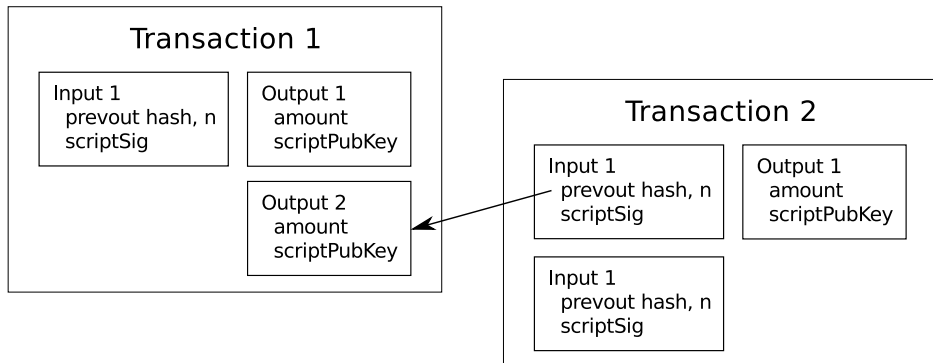 Transaction 1
Input 1
prevout hash, n
scriptSig
Output 1
amount
scriptPubKey
Output 2
amount
scriptPubKey
Transaction 2
Input 1
prevout hash, n
scriptSig
Output 1
amount
scriptPubKey
Input 1
prevout hash, n
scriptSig